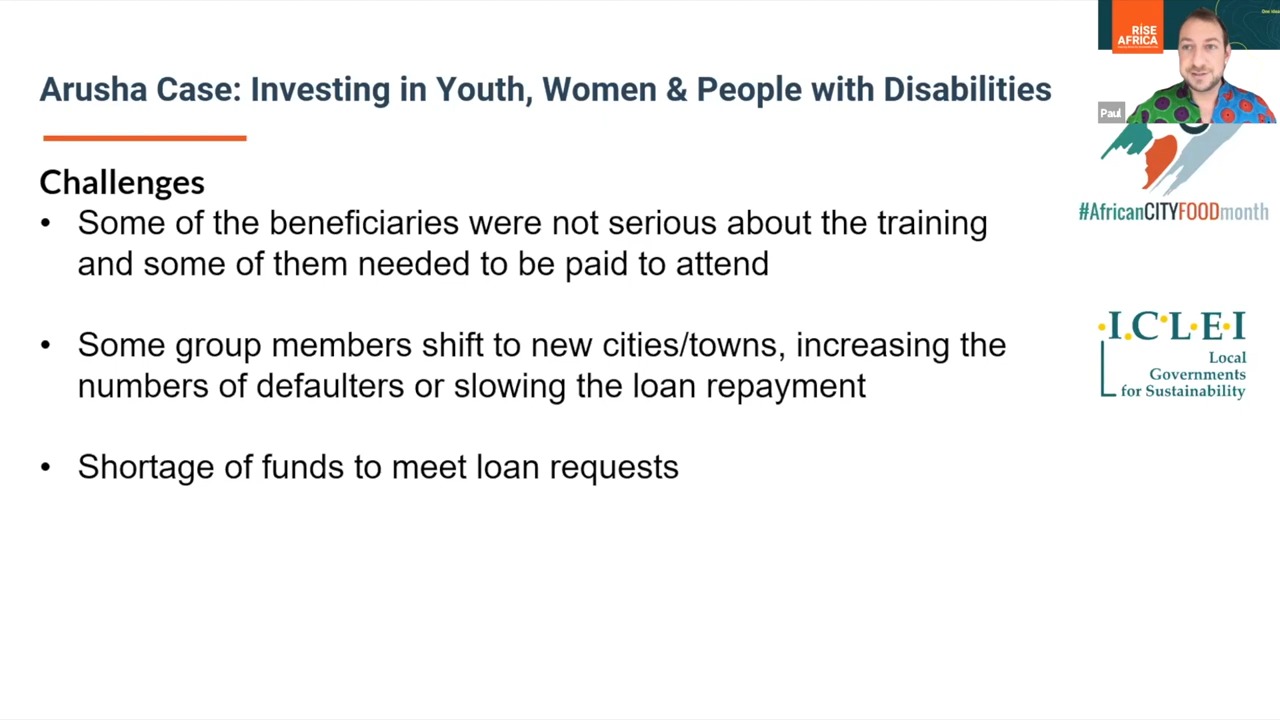 RISE
AFRICA
Paul
Arusha Case: Investing in Youth, Women & People with Disabilities
Challenges
• Some of the beneficiaries were not serious about the training
and some of them needed to be paid to attend
• Some group members shift to new cities/towns, increasing the
numbers of defaulters or slowing the loan repayment
• Shortage of funds to meet loan requests
#AfricanCITYFOODmonth
I.C.L.E.I
Local
Governments
for Sustainability